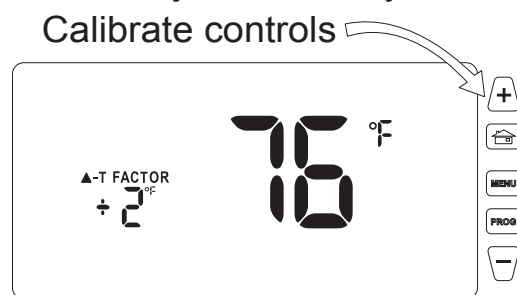 Calibrate controls
+
▲-T FACTOR
+2°F
76 °F
MENU
PROG
−